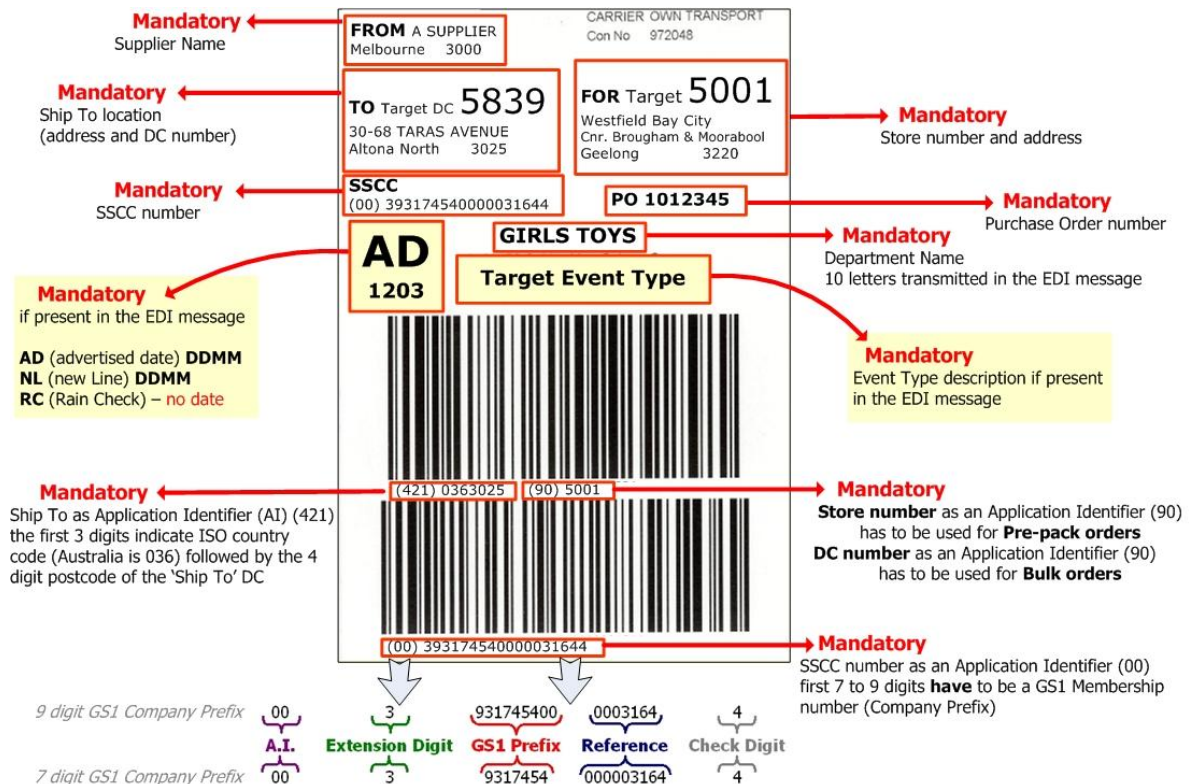 Mandatory
Supplier Name
FROM A SUPPLIER
Melbourne 3000
CARRIER OWN TRANSPORT
Con No 972048
Mandatory
Ship To location
(address and DC number)
TO Target DC 5839
30-68 TARAS AVENUE
Altona North 3025
FOR Target 5001
Westfield Bay City
Cnr. Brougham & Moorabool
Geelong 3220
Mandatory
Store number and address
Mandatory
SSCC number
SSCC
(00) 393174540000031644
PO 1012345
Mandatory
Purchase Order number
AD
1203
GIRLS TOYS
Target Event Type
Mandatory
Department Name
10 letters transmitted in the EDI message
Mandatory
if present in the EDI message
AD (advertised date) DDMM
NL (new Line) DDMM
RC (Rain Check) – no date
Mandatory
Event Type description if present
in the EDI message
Mandatory
Ship To as Application Identifier (AI) (421)
the first 3 digits indicate ISO country
code (Australia is 036) followed by the 4
digit postcode of the ‘Ship To’ DC
(421) 0363025
(90) 5001
Mandatory
Store number as an Application Identifier (90)
has to be used for Pre-pack orders
DC number as an Application Identifier (90)
has to be used for Bulk orders
(00) 393174540000031644
Mandatory
SSCC number as an Application Identifier (00)
first 7 to 9 digits have to be a GS1 Membership
number (Company Prefix)
9 digit GS1 Company Prefix 00 3 931745400 0003164 4
A.I. Extension Digit GS1 Prefix Reference Check Digit
7 digit GS1 Company Prefix 00 3 9317454 000003164 4